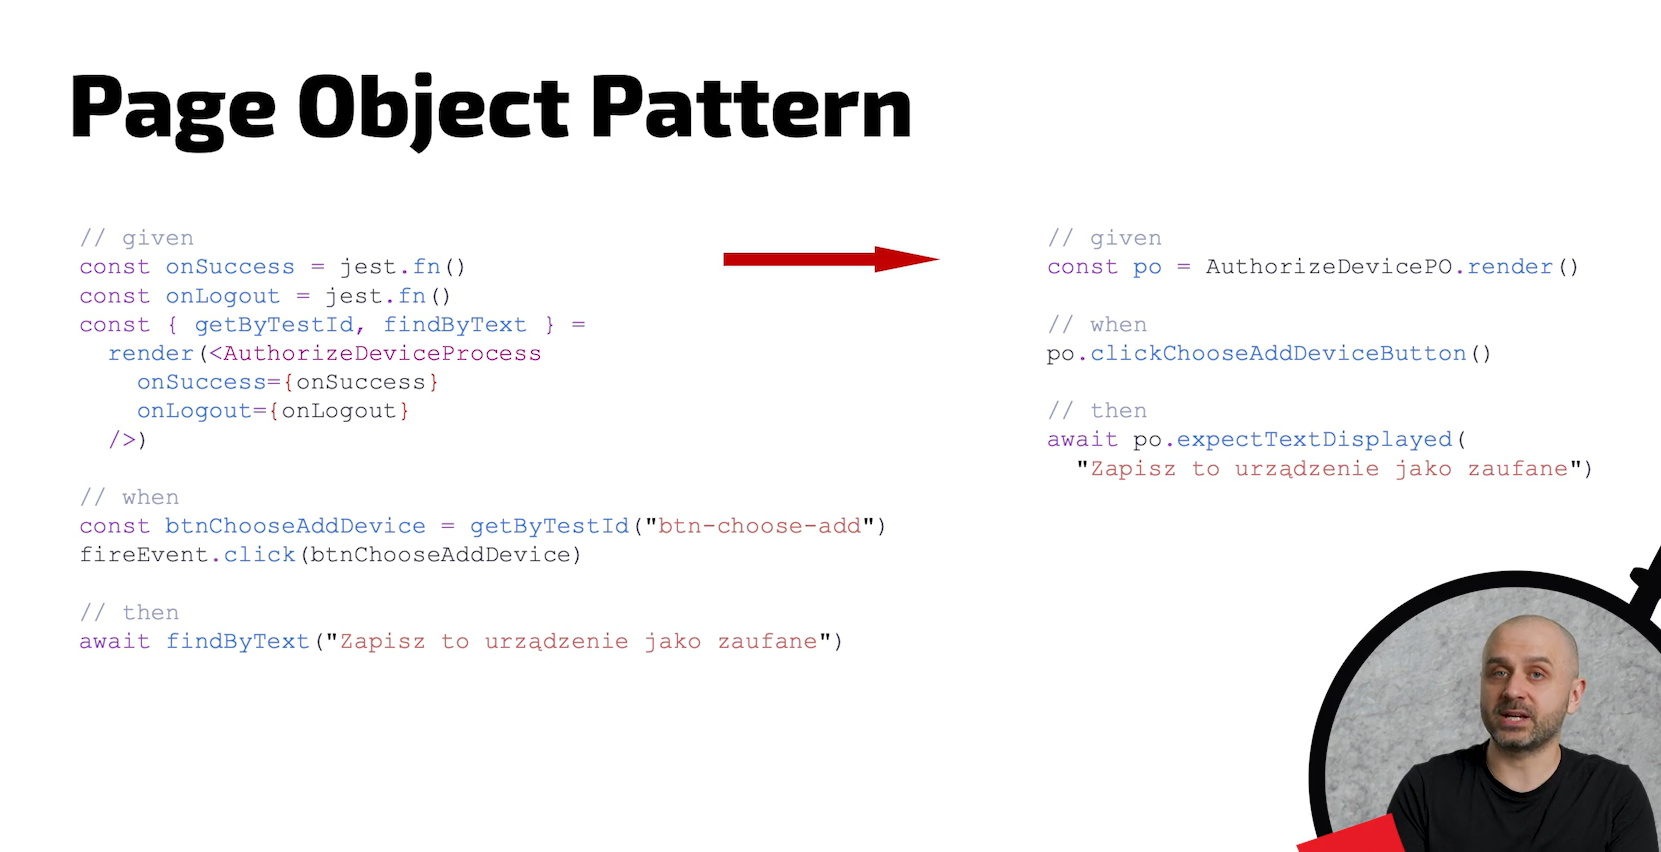 Page Object Pattern
// given
const onSuccess = jest.fn()
const onLogout = jest.fn()
const { getByTestId, findByText } =
render(<AuthorizeDeviceProcess
onSuccess={onSuccess}
onLogout={onLogout}
/>)
// when
const btnChooseAddDevice = getByTestId("btn-choose-add")
fireEvent.click(btnChooseAddDevice)
// then
await findByText("Zapisz to urządzenie jako zaufane")
// given
const po = AuthorizeDevicePO.render()
// when
po.clickChooseAddDeviceButton()
// then
await po.expectTextDisplayed(
"Zapisz to urządzenie jako zaufane")